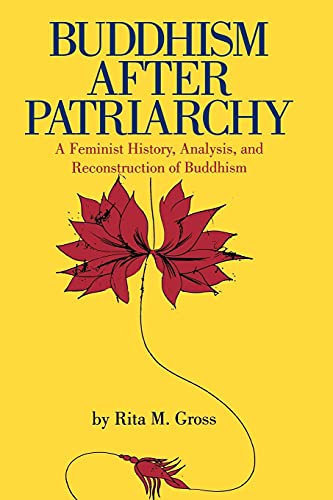 BUDDHISM
AFTER
PATRIARCHY
A Feminist History, Analysis, and
Reconstruction of Buddhism
by Rita M. Gross